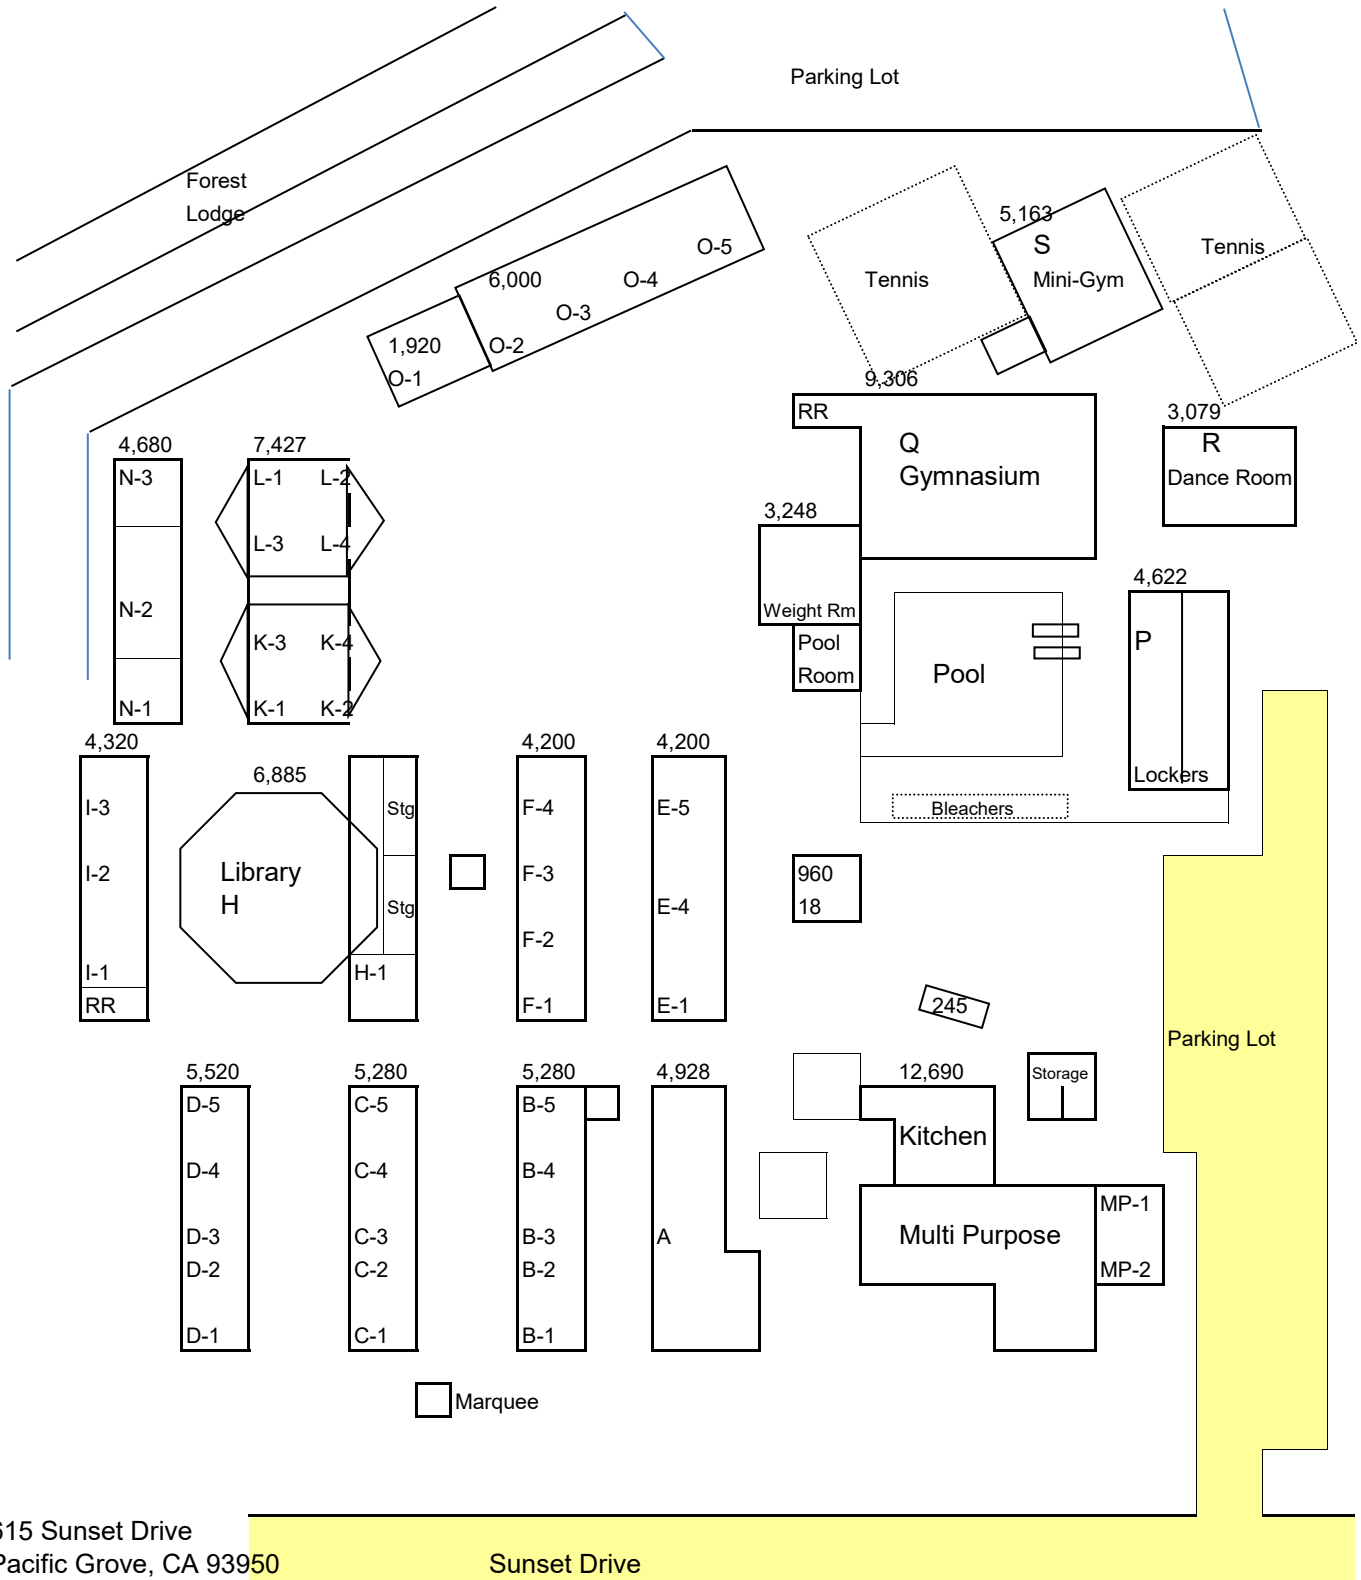 Parking Lot
Forest
Lodge
5,163
S
O-5
Tennis
6,000
O-4
Tennis
Mini-Gym
O-3
1,920
O-2
O-1
9,306
RR
3,079
4,680
7,427
Q
R
N-3
L-1
L-2
Gymnasium
Dance Room
3,248
L-3
L-4
4,622
N-2
Weight Rm
K-3
K-4
Pool
P
Room
Pool
N-1
K-1
K-2
4,320
4,200
4,200
6,885
Lockers
I-3
Stg
F-4
E-5
Bleachers
I-2
Library
F-3
960
H
Stg
E-4
18
F-2
I-1
H-1
RR
F-1
E-1
245
Parking Lot
5,520
5,280
5,280
4,928
12,690
Storage
D-5
C-5
B-5
Kitchen
D-4
C-4
B-4
MP-1
D-3
C-3
B-3
A
Multi Purpose
D-2
C-2
B-2
MP-2
D-1
C-1
B-1
Marquee
615 Sunset Drive
Pacific Grove, CA 93950
Sunset Drive